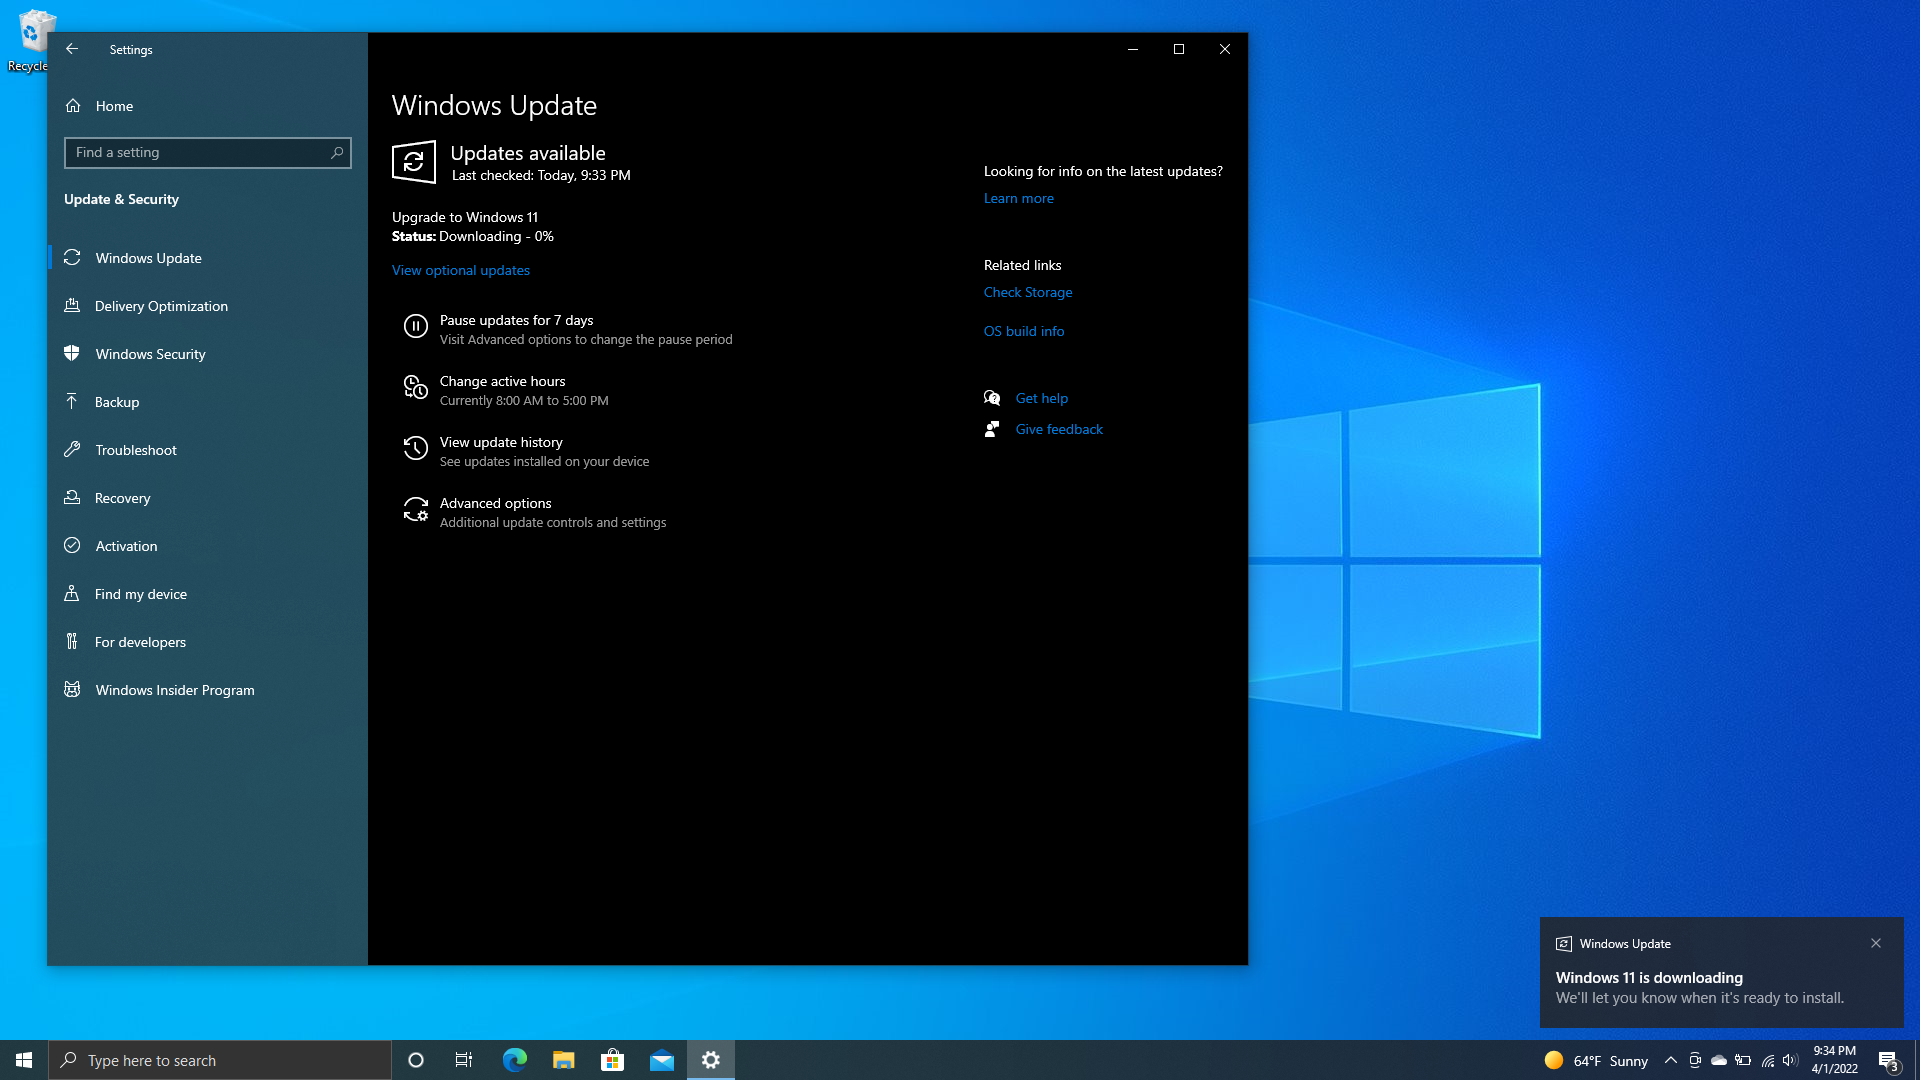 Recycle
Settings
Home
Find a setting
Update & Security
Windows Update
Delivery Optimization
Windows Security
Backup
Troubleshoot
Recovery
Activation
Find my device
For developers
Windows Insider Program
Windows Update
Updates available
Last checked: Today, 9:33 PM
Upgrade to Windows 11
Status: Downloading - 0%
View optional updates
Pause updates for 7 days
Visit Advanced options to change the pause period
Change active hours
Currently 8:00 AM to 5:00 PM
View update history
See updates installed on your device
Advanced options
Additional update controls and settings
Looking for info on the latest updates?
Learn more
Related links
Check Storage
OS build info
Get help
Give feedback
Windows Update
Windows 11 is downloading
We'll let you know when it's ready to install.
Type here to search
64°F Sunny
9:34 PM
4/1/2022
3